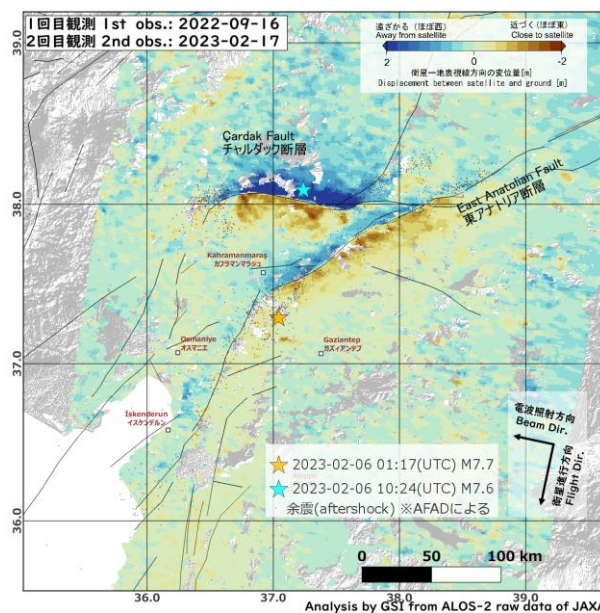 1回目観測 1st obs.: 2022-09-16
2回目観測 2nd obs.: 2023-02-17
遠ざかる(ほぼ西)
Away from satellite
近づく(ほぼ東)
Close to satellite
2
0
-2
衛星ー地表視線方向の変位量[m]
Displacement between satellite and ground [m]
39.0
Çardak Fault
チャルダック断層
East Anatolian Fault
東アナトリア断層
38.0
Kahramanmaraş
カフラマンマラシュ
Osmaniye
オスマニエ
Gaziantep
ガズィアンテプ
37.0
İskenderun
イスケンデルン
電波照射方向
Beam Dir.
衛星進行方向
Flight Dir.
2023-02-06 01:17(UTC) M7.7
2023-02-06 10:24(UTC) M7.6
余震(aftershock) ※AFADによる
36.0
0
50
100 km
36.0
37.0
38.0
39.0
Analysis by GSI from ALOS-2 raw data of JAXA